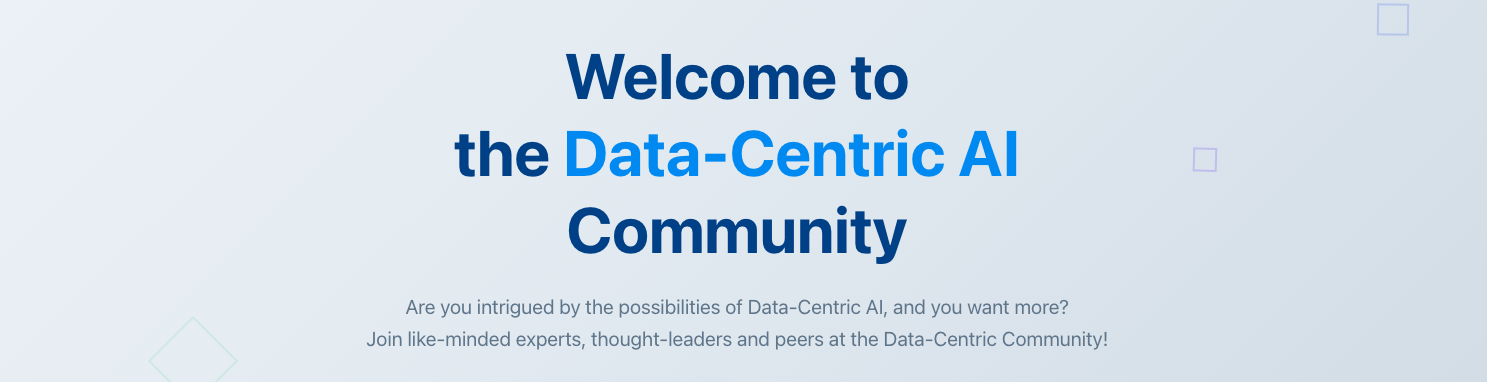 Welcome to
the Data-Centric AI
Community
Are you intrigued by the possibilities of Data-Centric AI, and you want more?
Join like-minded experts, thought-leaders and peers at the Data-Centric Community!